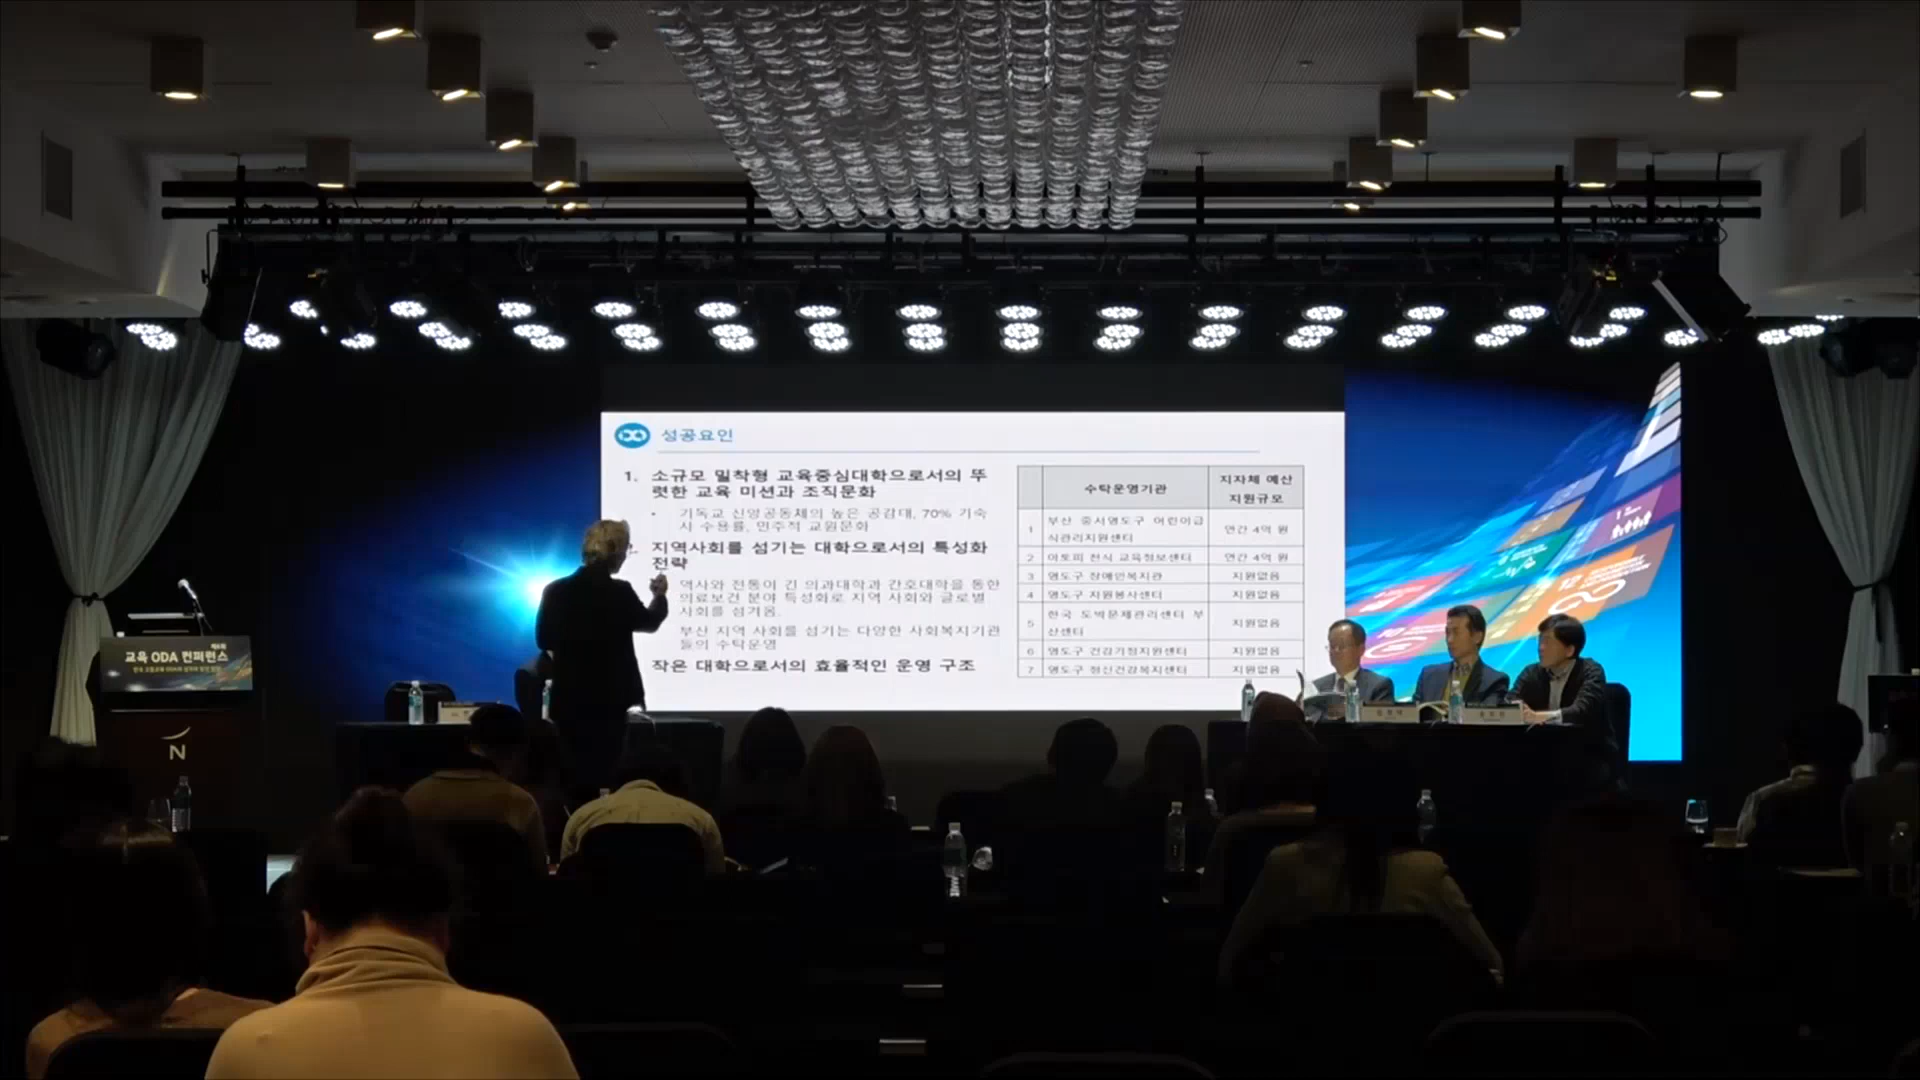 성공요인
1. 소규모 밀착형 교육중심대학으로서의 뚜
렷한 교육 미션과 조직문화
• 기독교 신앙공동체의 높은 공감대, 70% 기숙
사 수용률, 민주적 교원문화
지역사회를 섬기는 대학으로서의 특성화
전략
역사와 전통이 긴 의과대학과 간호대학을 통한
의료보건 분야 특성화로 지역 사회와 글로벌
사회를 섬기옴.
부산 지역 사회를 섬기는 다양한 사회복지기관
들의 수탁운영
작은 대학으로서의 효율적인 운영 구조
수탁운영기관 지자체 예산
지원규모
1 부산 중서영도구 어린이급
식관리지원센터 연간 4억 원
2 아토피 천식 교육정보센터 연간 4억 원
3 영도구 장애인복지관 지원없음
4 영도구 자원봉사센터 지원없음
5 한국 도박문제관리센터 부
산센터 지원없음
6 영도구 건강가정지원센터 지원없음
7 영도구 정신건강복지센터 지원없음
교육 ODA 컨퍼런스
N
1
12
10